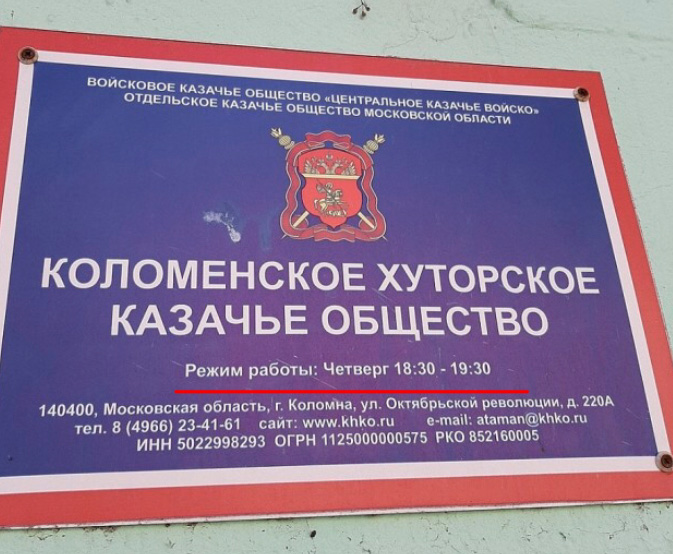 ВОЙСКОВОЕ КАЗАЧЬЕ ОБЩЕСТВО «ЦЕНТРАЛЬНОЕ КАЗАЧЬЕ ВОЙСКО»
ОТДЕЛЬСКОЕ КАЗАЧЬЕ ОБЩЕСТВО МОСКОВСКОЙ ОБЛАСТИ
КОЛОМЕНСКОЕ ХУТОРСКОЕ
КАЗАЧЬЕ ОБЩЕСТВО
Режим работы: Четверг 18:30 - 19:30
140400, Московская область, г. Коломна, ул. Октябрьской революции, д. 220А
тел. 8 (4966) 23-41-61 сайт: www.khko.ru e-mail: ataman@khko.ru
ИНН 5022998293 ОГРН 1125000000575 РКО 852160005